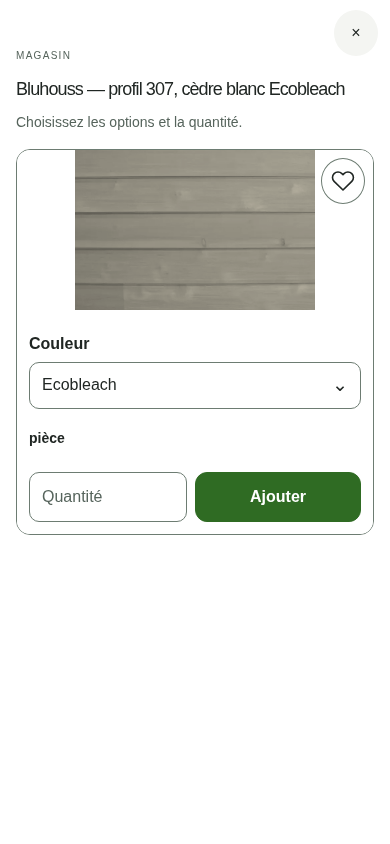 ×
MAGASIN
Bluhouss — profil 307, cèdre blanc Ecobleach
Choisissez les options et la quantité.
Couleur
Ecobleach
pièce
Quantité
Ajouter